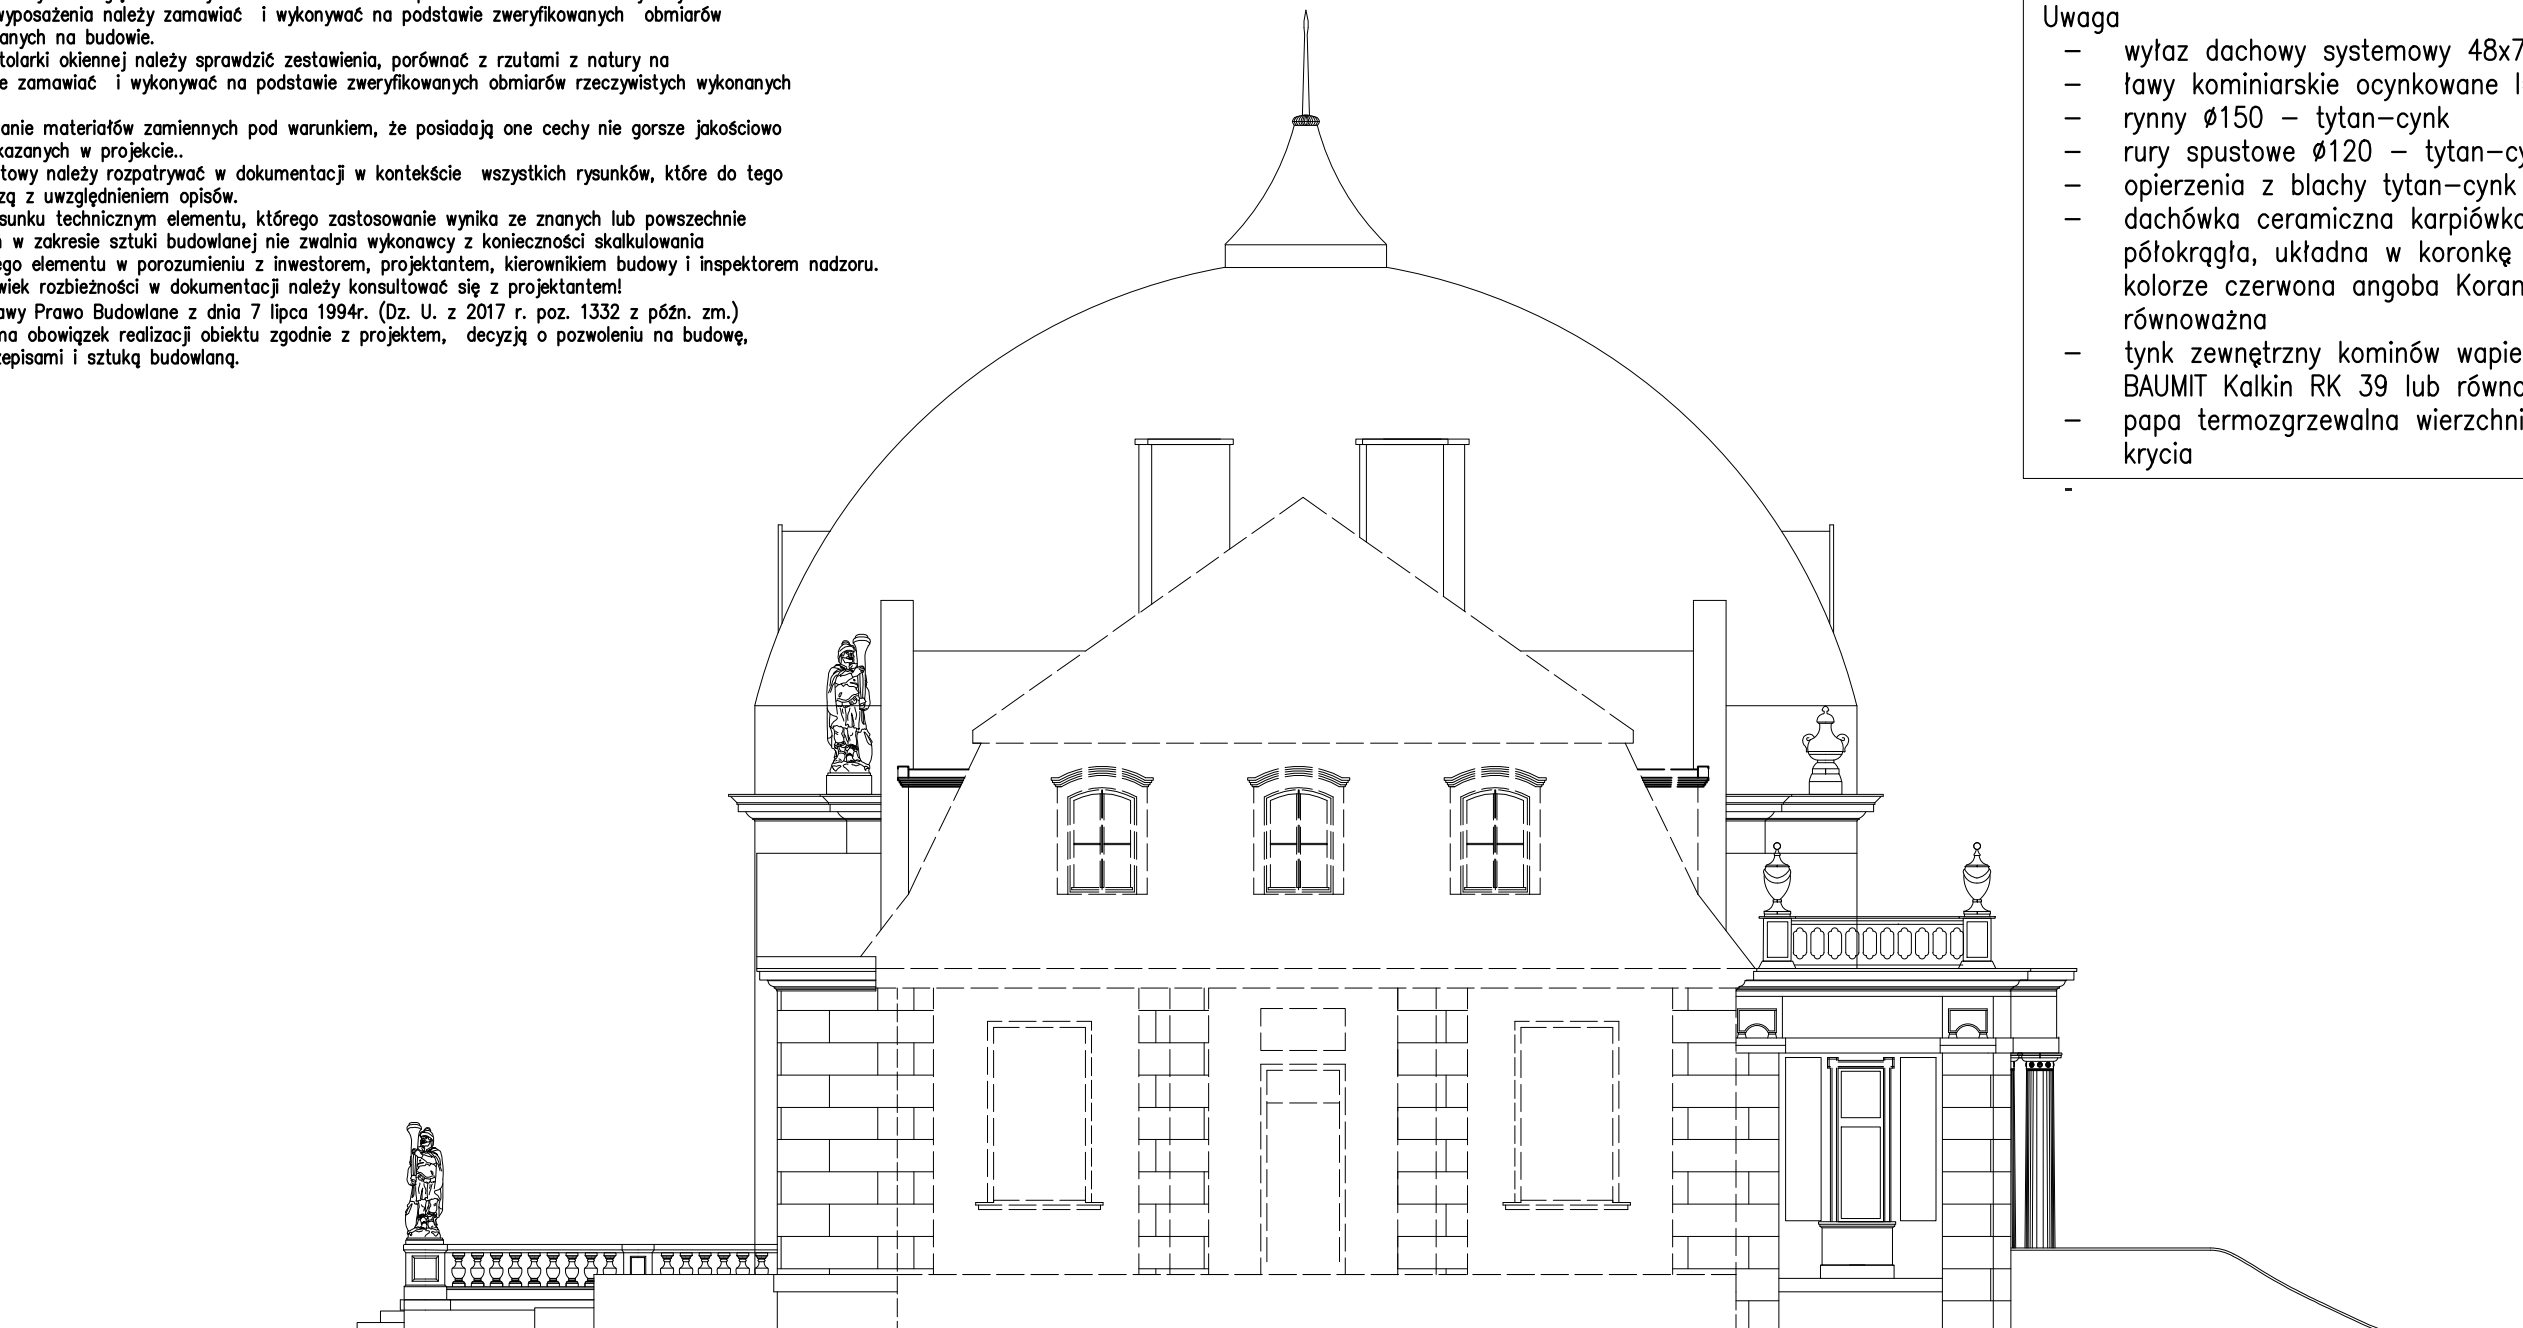 wyposażenia należy zamawiać i wykonywać na podstawie zweryfikowanych obmiarów
anych na budowie.
tolarki okiennej należy sprawdzić zestawienia, porównać z rzutami z natury na
e zamawiać i wykonywać na podstawie zweryfikowanych obmiarów rzeczywistych wykonanych
anie materiałów zamiennych pod warunkiem, że posiadają one cechy nie gorsze jakościowo
kazanych w projekcie..
towy należy rozpatrywać w dokumentacji w kontekście wszystkich rysunków, które do tego
zą z uwzględnieniem opisów.
sunku technicznym elementu, którego zastosowanie wynika ze znanych lub powszechnie
w zakresie sztuki budowlanej nie zwalnia wykonawcy z konieczności skalkulowania
ego elementu w porozumieniu z inwestorem, projektantem, kierownikiem budowy i inspektorem nadzoru.
wiek rozbieżności w dokumentacji należy konsultować się z projektantem!
awy Prawo Budowlane z dnia 7 lipca 1994r. (Dz. U. z 2017 r. poz. 1332 z późn. zm.)
ma obowiązek realizacji obiektu zgodnie z projektem, decyzją o pozwoleniu na budowę,
zepisami i sztuką budowlaną.
Uwaga
– wyłaz dachowy systemowy 48x7
– ławy kominiarskie ocynkowane
– rynny Ø150 – tytan–cynk
– rury spustowe Ø120 – tytan–cy
– opierzenia z blachy tytan–cynk
– dachówka ceramiczna karpiówka
półokrągła, układna w koronkę
kolorze czerwona angoba Koran
równoważna
– tynk zewnętrzny kominów wapie
BAUMIT Kalkin RK 39 lub równo
– papa termozgrzewalna wierzchni
krycia
-